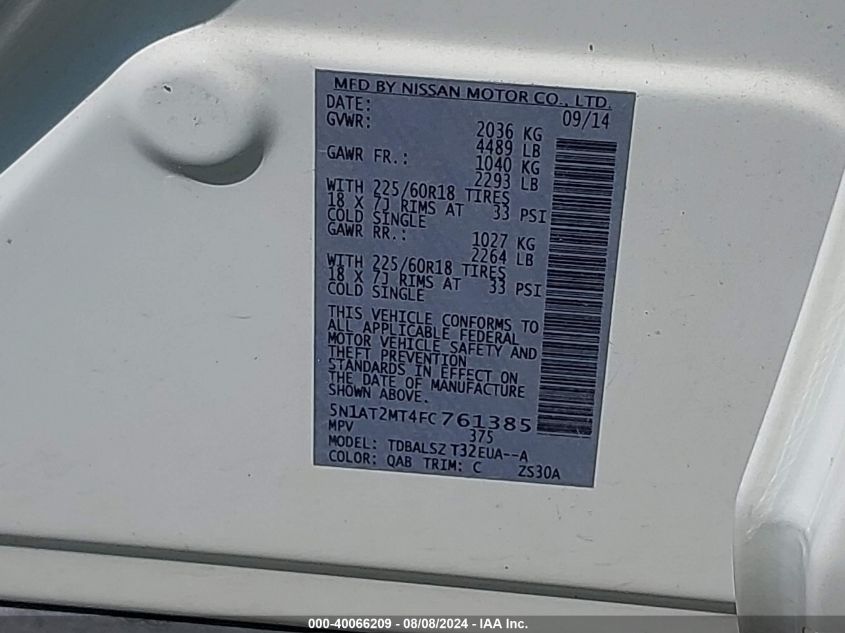 MFD BY NISSAN MOTOR CO., LTD.
DATE: 09/14
GVWR: 2036 KG
4489 LB
GAWR FR.: 1040 KG
2293 LB
WITH 225/60R18 TIRES
18 X 7J RIMS AT 33 PSI
COLD SINGLE
GAWR RR.: 1027 KG
2264 LB
WITH 225/60R18 TIRES
18 X 7J RIMS AT 33 PSI
COLD SINGLE
THIS VEHICLE CONFORMS TO
ALL APPLICABLE FEDERAL
MOTOR VEHICLE SAFETY AND
THEFT PREVENTION
STANDARDS IN EFFECT ON
THE DATE OF MANUFACTURE
SHOWN ABOVE.
5N1AT2MT4FC761385
MPV 375
MODEL: TDBALSZ T32EUA--A
COLOR: QAB TRIM: C ZS30A
000-40066209 - 08/08/2024 - IAA Inc.